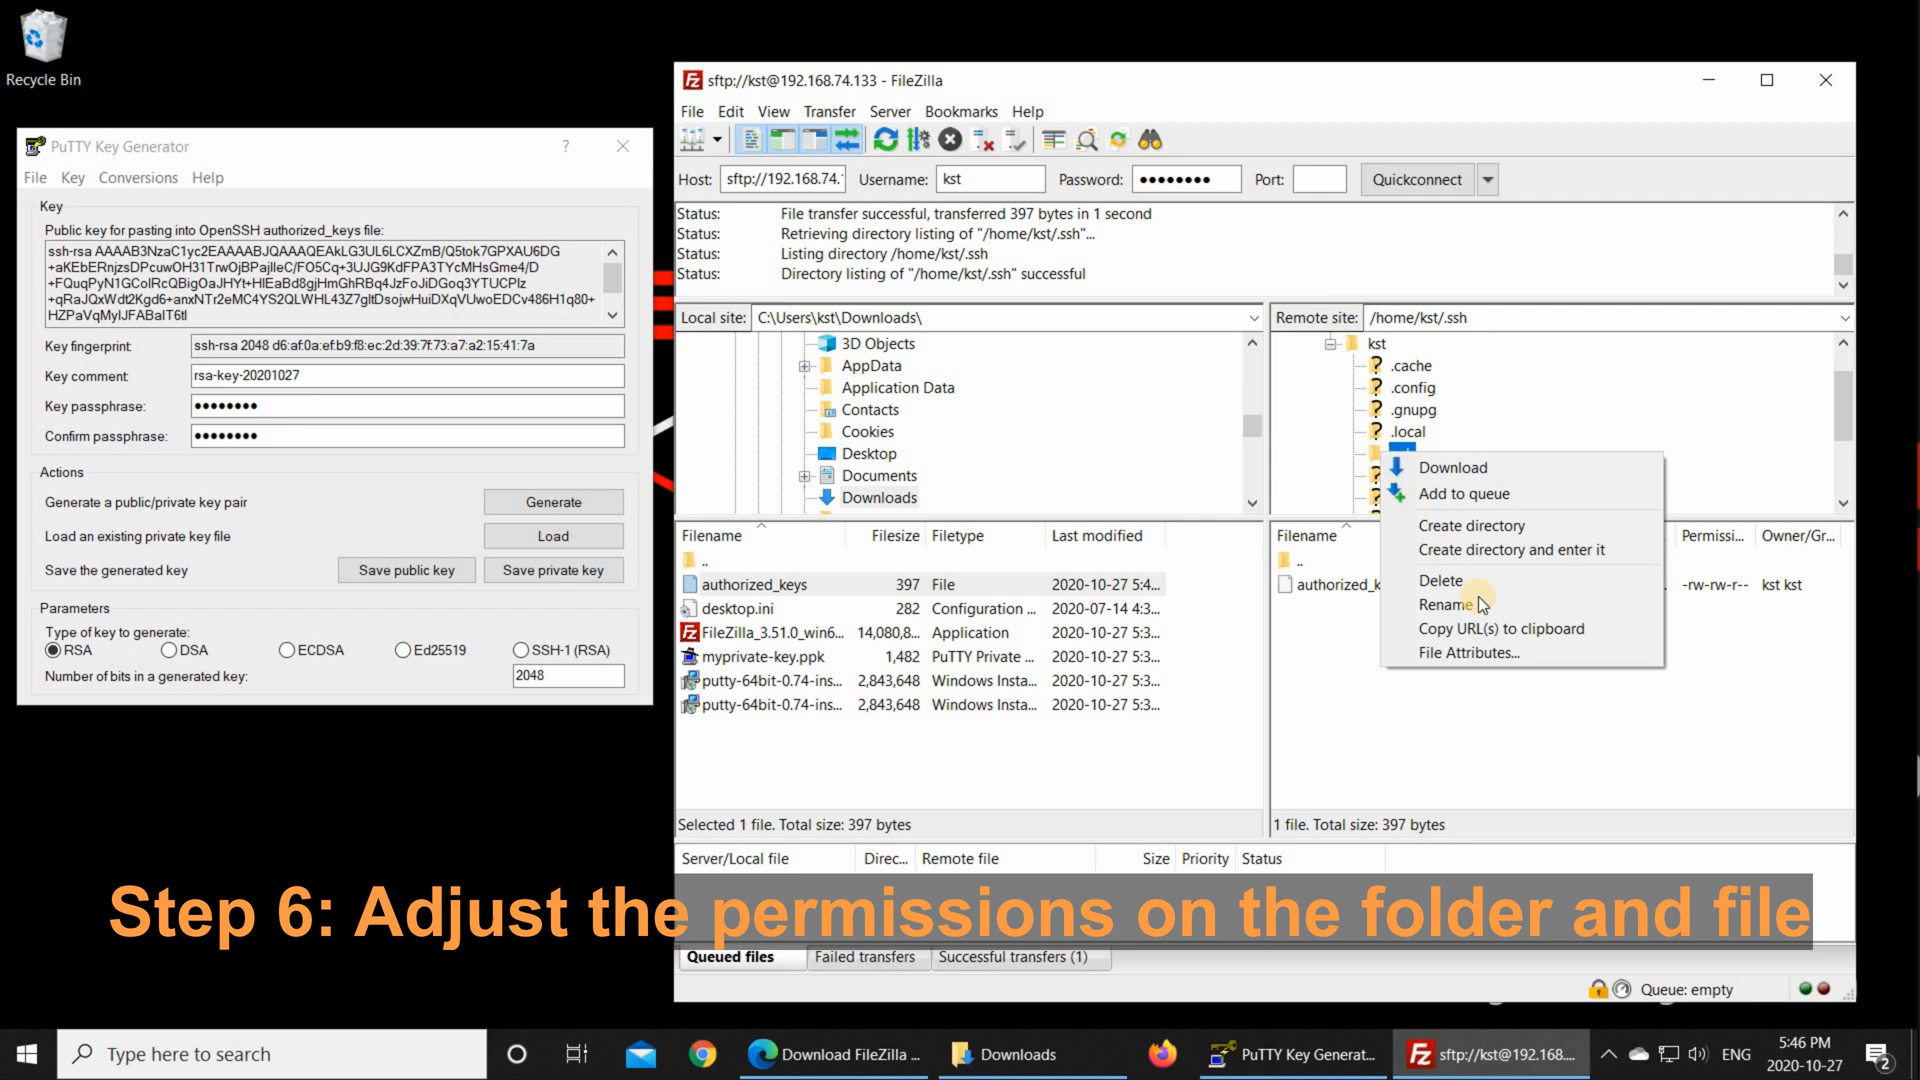 Recycle Bin
PuTTY Key Generator
?
File Key Conversions Help
Key
Public key for pasting into OpenSSH authorized_keys file:
ssh-rsa AAAAB3NzaC1yc2EAAAABJQAAAQEAkLG3UL6LCXZmB/Q5tok7GPXAU6DG
+aKEbERnjzsDPcuwOH31TrwOjBPajlleC/FO5Cq+3UJG9KdFPA3TYcMHsGme4/D
+FQuqPyN1GColRcQBigOaJHYt+HlEaBd8gjHmGhRBq4JzFoJiDGoq3YTUCPlz
+qRaJQxWdt2Kgd6+anxNTr2eMC4YS2QLWHL43Z7gltDsojwHuiDXqVUwoEDCv486H1q80+
HZPaVqMylJFABaIT6tl
Key fingerprint: ssh-rsa 2048 d6:af:0a:ef:b9:f8:ec:2d:39:7f:73:a7:a2:15:41:7a
Key comment: rsa-key-20201027
Key passphrase: ●●●●●●●●
Confirm passphrase: ●●●●●●●●
Actions
Generate a public/private key pair Generate
Load an existing private key file Load
Save the generated key Save public key Save private key
Parameters
Type of key to generate:
RSA DSA ECDSA Ed25519 SSH-1 (RSA)
Number of bits in a generated key: 2048
sftp://kst@192.168.74.133 - FileZilla
File Edit View Transfer Server Bookmarks Help
Host: sftp://192.168.74. Username: kst Password: ●●●●●●●● Port: Quickconnect
Status: File transfer successful, transferred 397 bytes in 1 second
Status: Retrieving directory listing of "/home/kst/.ssh"...
Status: Listing directory /home/kst/.ssh
Status: Directory listing of "/home/kst/.ssh" successful
Local site: C:\Users\kst\Downloads\
3D Objects
AppData
Application Data
Contacts
Cookies
Desktop
Documents
Downloads
Filename Filesize Filetype Last modified
..
authorized_keys 397 File 2020-10-27 5:4...
desktop.ini 282 Configuration ... 2020-07-14 4:3...
FileZilla_3.51.0_win6... 14,080,8... Application 2020-10-27 5:3...
myprivate-key.ppk 1,482 PuTTY Private ... 2020-10-27 5:3...
putty-64bit-0.74-ins... 2,843,648 Windows Insta... 2020-10-27 5:3...
putty-64bit-0.74-ins... 2,843,648 Windows Insta... 2020-10-27 5:3...
Selected 1 file. Total size: 397 bytes
Remote site: /home/kst/.ssh
kst
.cache
.config
.gnupg
.local
Download
Add to queue
Create directory
Create directory and enter it
Delete
Rename
Copy URL(s) to clipboard
File Attributes...
Filename Permissi... Owner/Gr...
..
authorized_k -rw-rw-r-- kst kst
1 file. Total size: 397 bytes
Server/Local file Direc... Remote file Size Priority Status
Step 6: Adjust the permissions on the folder and file
Queued files Failed transfers Successful transfers (1)
Queue: empty
Type here to search
Download FileZilla ...
Downloads
PuTTY Key Generat...
sftp://kst@192.168....
ENG
5:46 PM
2020-10-27
2